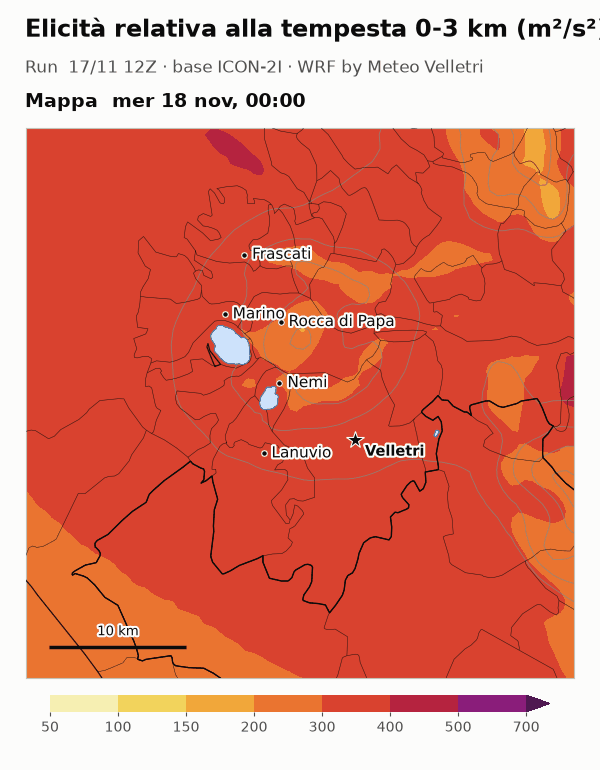 Elicità relativa alla tempesta 0-3 km (m²/s²)
Run  17/11 12Z · base ICON-2I · WRF by Meteo Velletri
Mappa  mer 18 nov, 00:00
Frascati
Marino
Rocca di Papa
Nemi
Velletri
Lanuvio
10 km
50 100 150 200 300 400 500 700